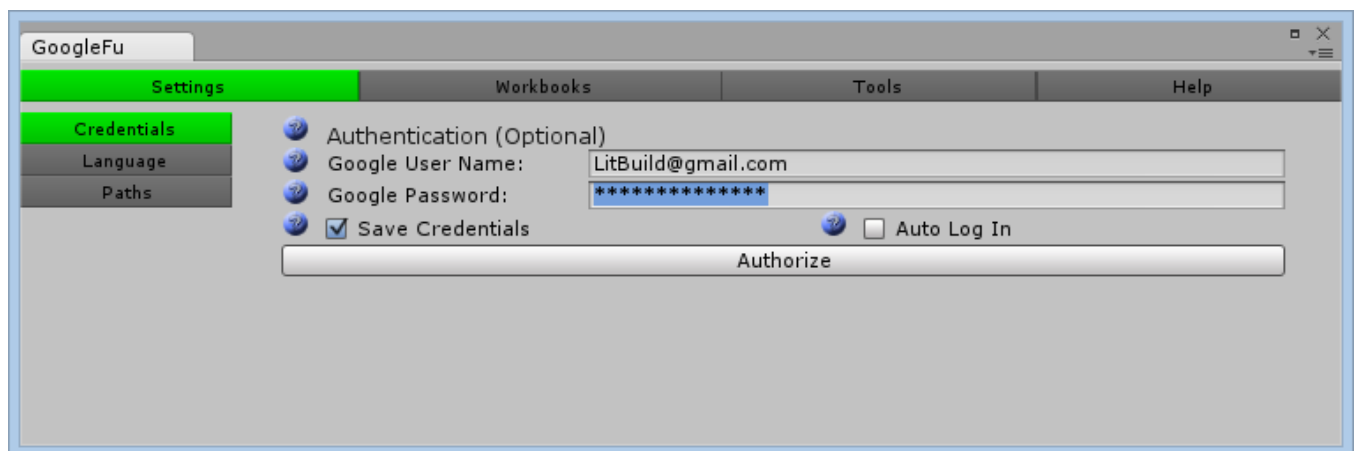 GoogleFu
Settings Workbooks Tools Help
Credentials
Language
Paths
Authentication (Optional)
Google User Name: LitBuild@gmail.com
Google Password: **************
Save Credentials Auto Log In
Authorize